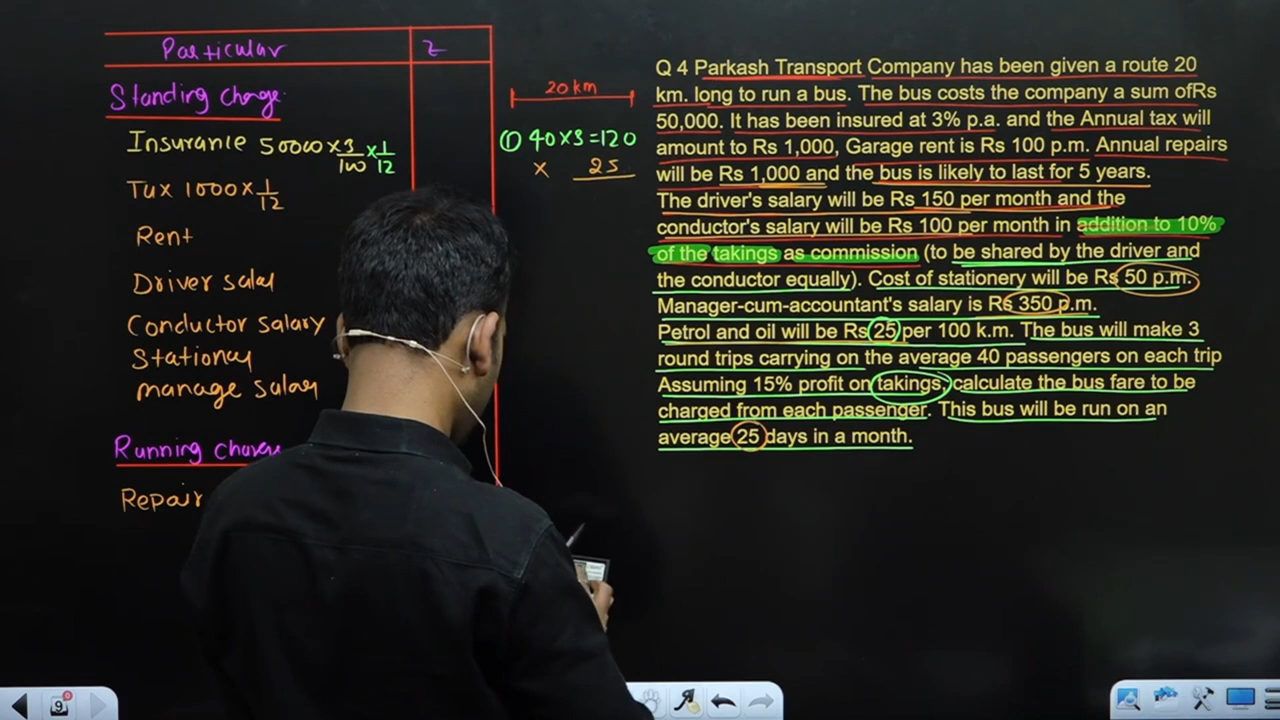 Particular ₹
Standing charge
Insurance 50000 × 3/100 × 1/12
Tax 1000 × 1/12
Rent
Driver salal
Conductor salary
Stationey
manage salay
Running charge
Repair
20 km
① 40×3=120
× 25
Q 4 Parkash Transport Company has been given a route 20
km. long to run a bus. The bus costs the company a sum ofRs
50,000. It has been insured at 3% p.a. and the Annual tax will
amount to Rs 1,000, Garage rent is Rs 100 p.m. Annual repairs
will be Rs 1,000 and the bus is likely to last for 5 years.
The driver's salary will be Rs 150 per month and the
conductor's salary will be Rs 100 per month in addition to 10%
of the takings as commission (to be shared by the driver and
the conductor equally). Cost of stationery will be Rs 50 p.m.
Manager-cum-accountant's salary is Rs 350 p.m.
Petrol and oil will be Rs 25 per 100 k.m. The bus will make 3
round trips carrying on the average 40 passengers on each trip
Assuming 15% profit on takings, calculate the bus fare to be
charged from each passenger. This bus will be run on an
average 25 days in a month.
9
0